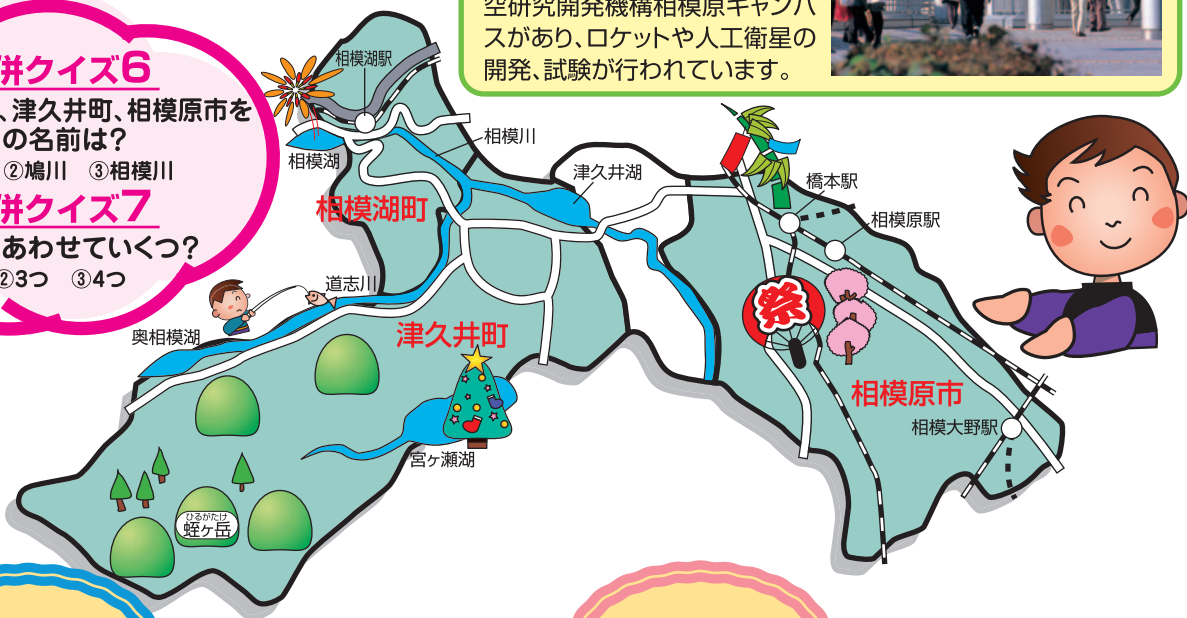 併クイズ6
、津久井町、相模原市を
の名前は?
②鳩川 ③相模川
併クイズ7
あわせていくつ?
②3つ ③4つ
空研究開発機構相模原キャンパ
スがあり、ロケットや人工衛星の
開発、試験が行われています。
相模湖駅
相模川
相模湖
津久井湖
橋本駅
相模湖町
相模原駅
道志川
祭
奥相模湖
津久井町
相模原市
相模大野駅
宮ヶ瀬湖
ひるがたけ
蛭ヶ岳